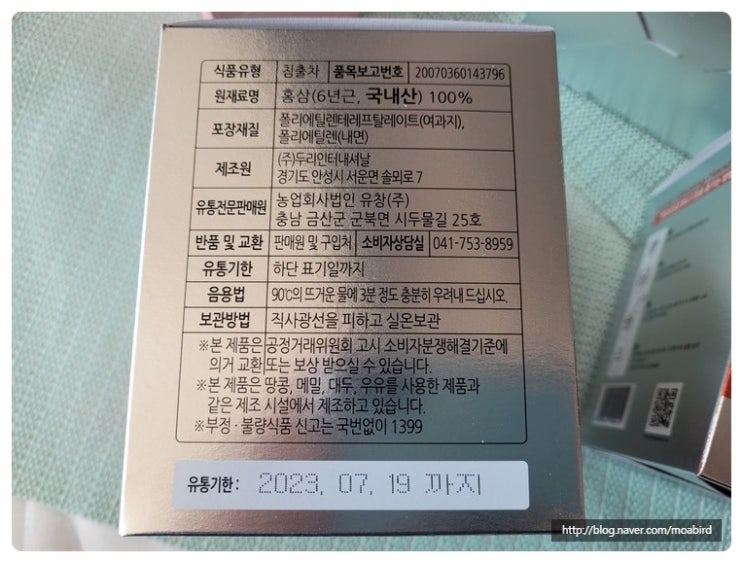 식품유형 침출차 품목보고번호 20070360143796
원재료명 홍삼(6년근, 국내산) 100%
포장재질 폴리에틸렌테레프탈레이트(여과지),
폴리에틸렌(내면)
제조원 (주)두리인터내셔날
경기도 안성시 서운면 솔뫼로 7
유통전문판매원 농업회사법인 유창(주)
충남 금산군 군북면 시두물길 25호
반품 및 교환 판매원 및 구입처 소비자상담실 041-753-8959
유통기한 하단 표기일까지
음용법 90℃의 뜨거운 물에 3분 정도 충분히 우려내 드십시오.
보관방법 직사광선을 피하고 실온보관
※본 제품은 공정거래위원회 고시 소비자분쟁해결기준에
의거 교환 또는 보상 받으실 수 있습니다.
※본 제품은 땅콩, 메밀, 대두, 우유를 사용한 제품과
같은 제조 시설에서 제조하고 있습니다.
※부정·불량식품 신고는 국번없이 1399
유통기한 : 2023. 07. 19 까지
http://blog.naver.com/moabird